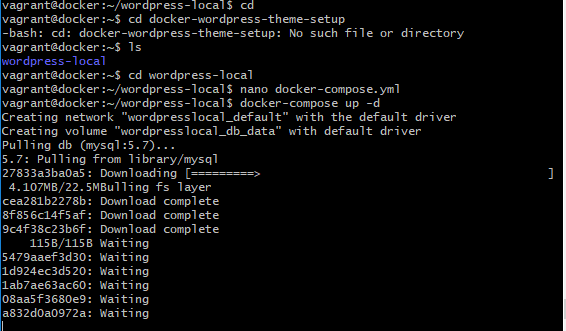 vagrant@docker:~/wordpress-local$ cd
vagrant@docker:~$ cd docker-wordpress-theme-setup
-bash: cd: docker-wordpress-theme-setup: No such file or directory
vagrant@docker:~$ ls
wordpress-local
vagrant@docker:~$ cd wordpress-local
vagrant@docker:~/wordpress-local$ nano docker-compose.yml
vagrant@docker:~/wordpress-local$ docker-compose up -d
Creating network "wordpresslocal_default" with the default driver
Creating volume "wordpresslocal_db_data" with default driver
Pulling db (mysql:5.7)...
5.7: Pulling from library/mysql
27833a3ba0a5: Downloading [=========>                                         ]
 4.107MB/22.5MBulling fs layer
cea281b2278b: Download complete
8f856c14f5af: Download complete
9c4f38c23b6f: Download complete
    115B/115B Waiting
5479aaef3d30: Waiting
1d924ec3d520: Waiting
1ab7ae63ac60: Waiting
08aa5f3680e9: Waiting
a832d0a0972a: Waiting